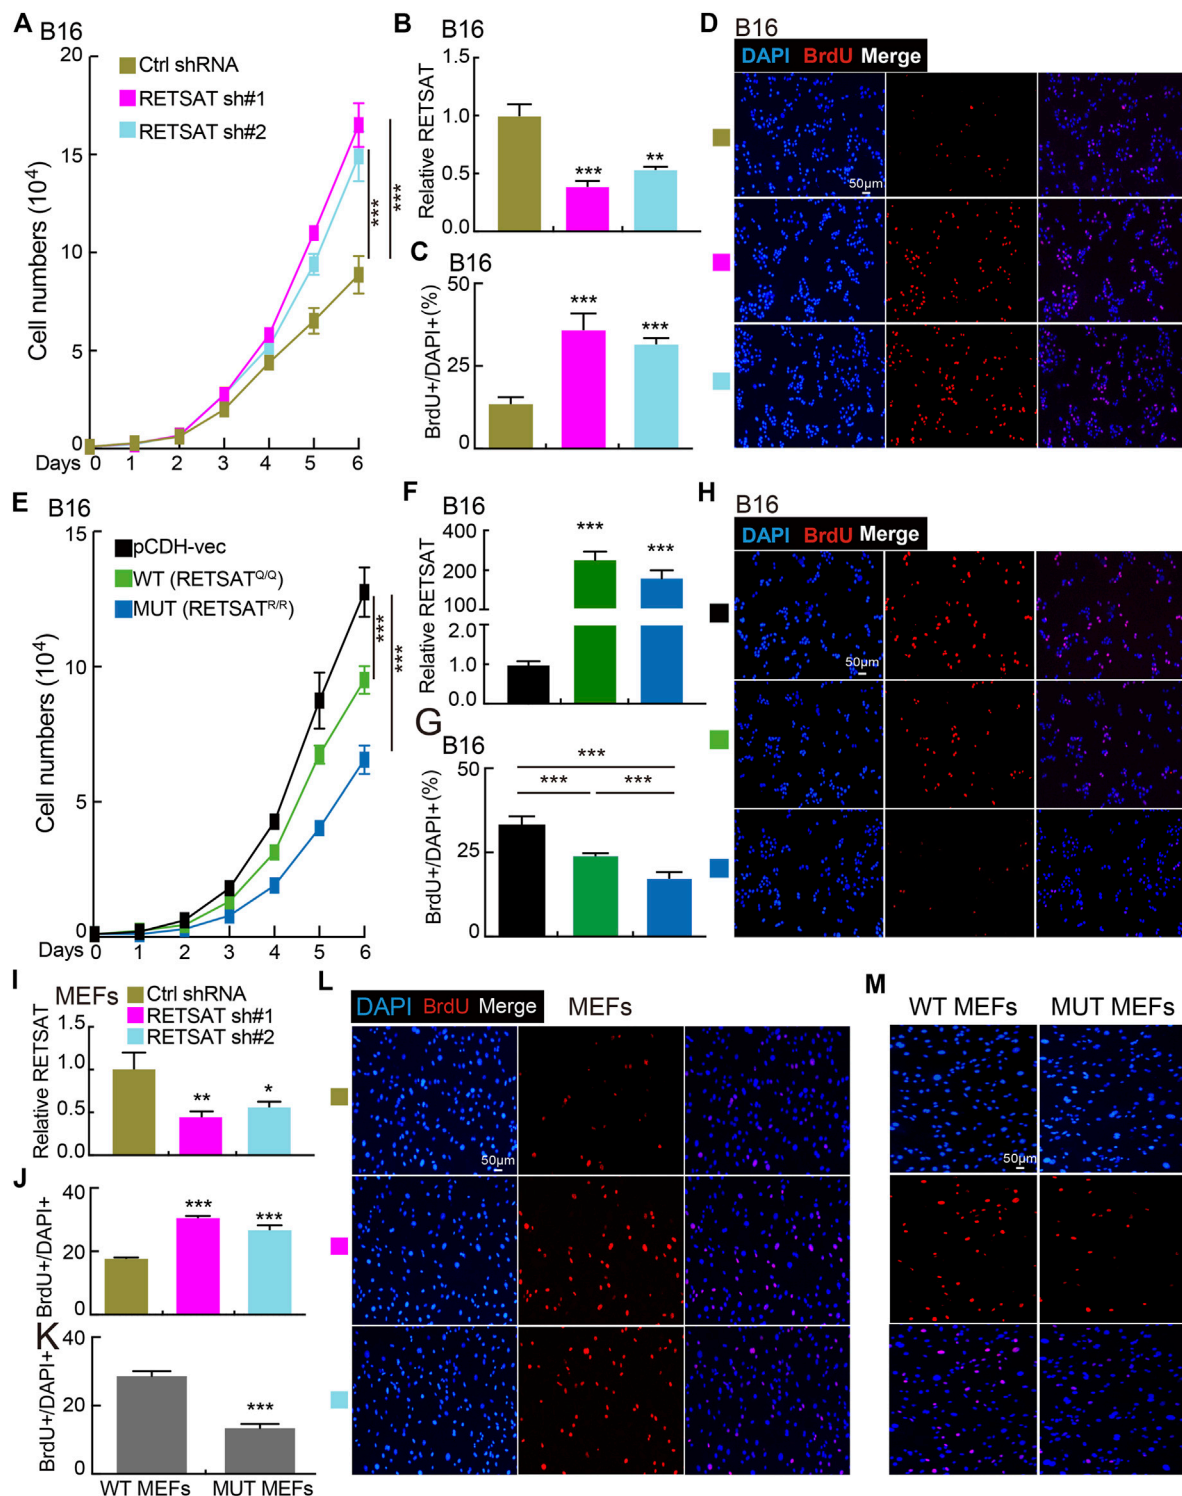 A B16
20
15
10
5
0
Cell numbers (10⁴)
Ctrl shRNA
RETSAT sh#1
RETSAT sh#2
***
***
Days 0 1 2 3 4 5 6
B B16
Relative RETSAT
1.5
1.0
0.5
0.0
***
**
C B16
BrdU+/DAPI+(%)
50
25
0
***
***
D B16
DAPI BrdU Merge
50μm
E B16
15
10
5
0
Cell numbers (10⁴)
pCDH-vec
WT (RETSAT^Q/Q)
MUT (RETSAT^R/R)
***
***
Days 0 1 2 3 4 5 6
F B16
Relative RETSAT
400
200
100
2.0
1.0
0.0
***
***
G B16
BrdU+/DAPI+(%)
50
25
0
***
***
***
H B16
DAPI BrdU Merge
50μm
I MEFs
Ctrl shRNA
RETSAT sh#1
RETSAT sh#2
Relative RETSAT
1.5
1.0
0.5
0.0
**
*
J
BrdU+/DAPI+
40
20
0
***
***
K
BrdU+/DAPI+
40
20
0
***
WT MEFs MUT MEFs
L DAPI BrdU Merge MEFs
50μm
M
WT MEFs MUT MEFs
50μm